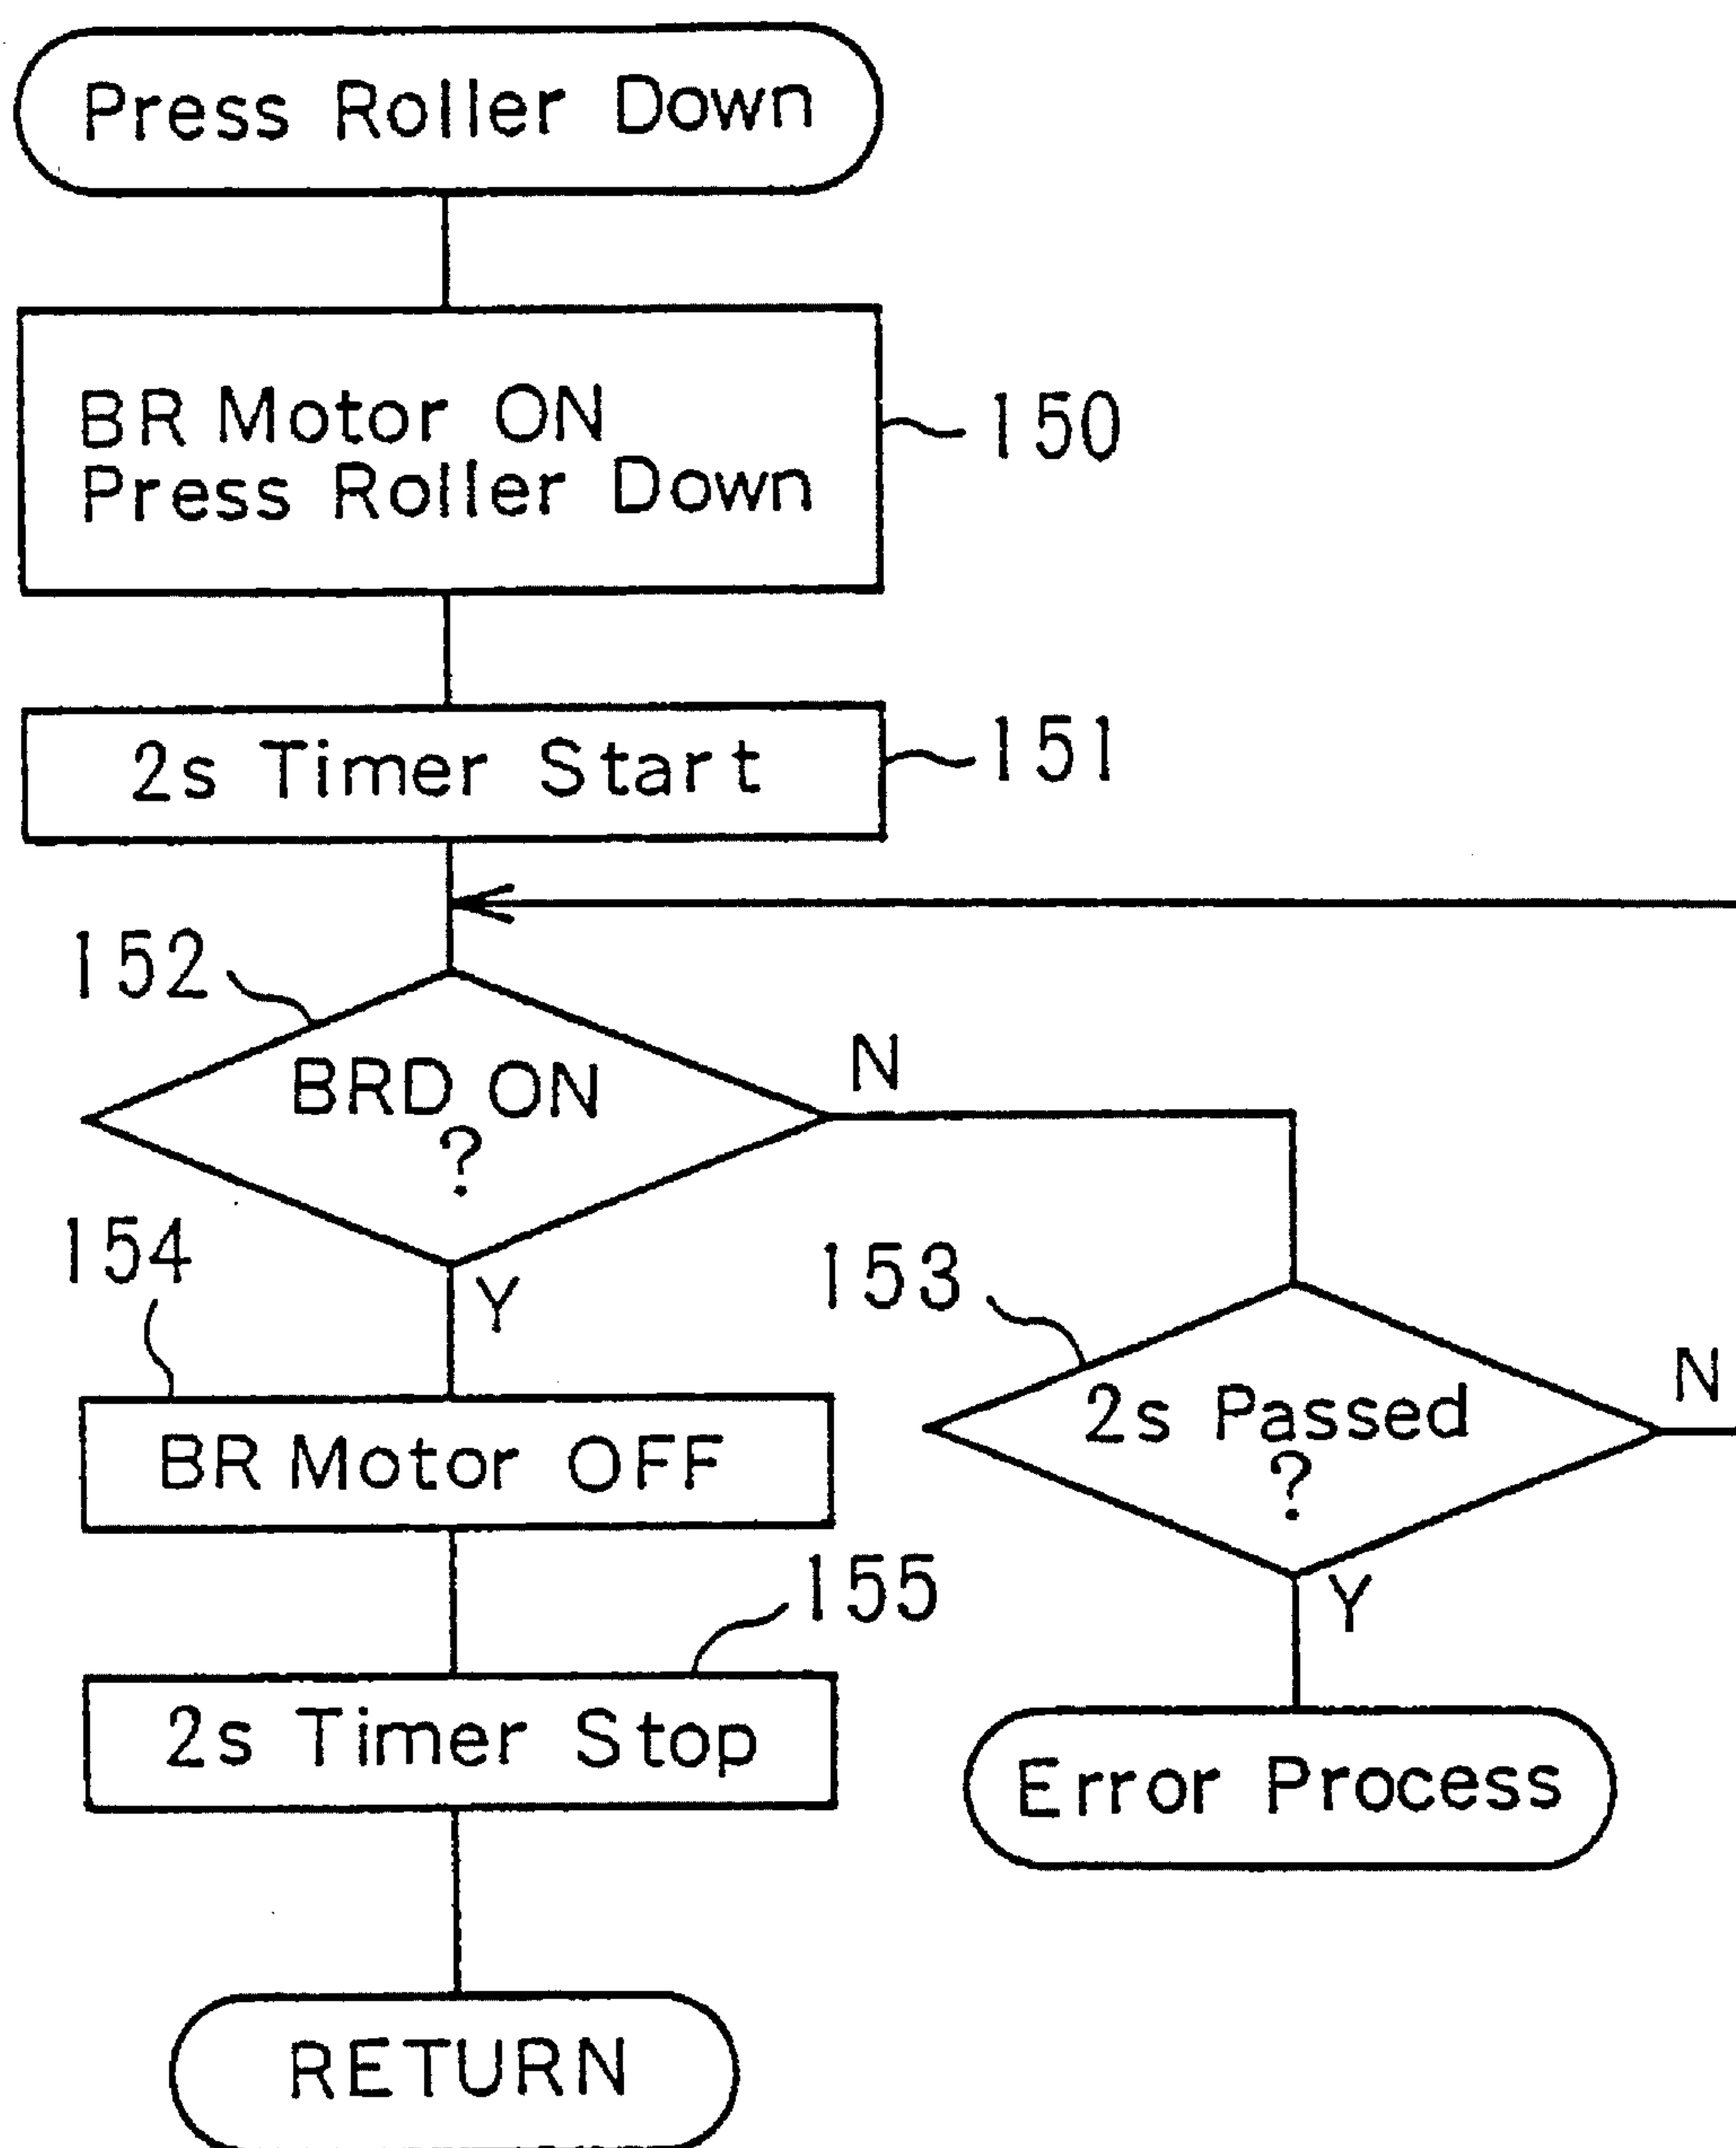 Press Roller Down
BR Motor ON
Press Roller Down
150
2s Timer Start
151
152
BRD ON
?
N
154
Y
153
2s Passed
?
N
BR Motor OFF
155
Y
2s Timer Stop
Error Process
RETURN